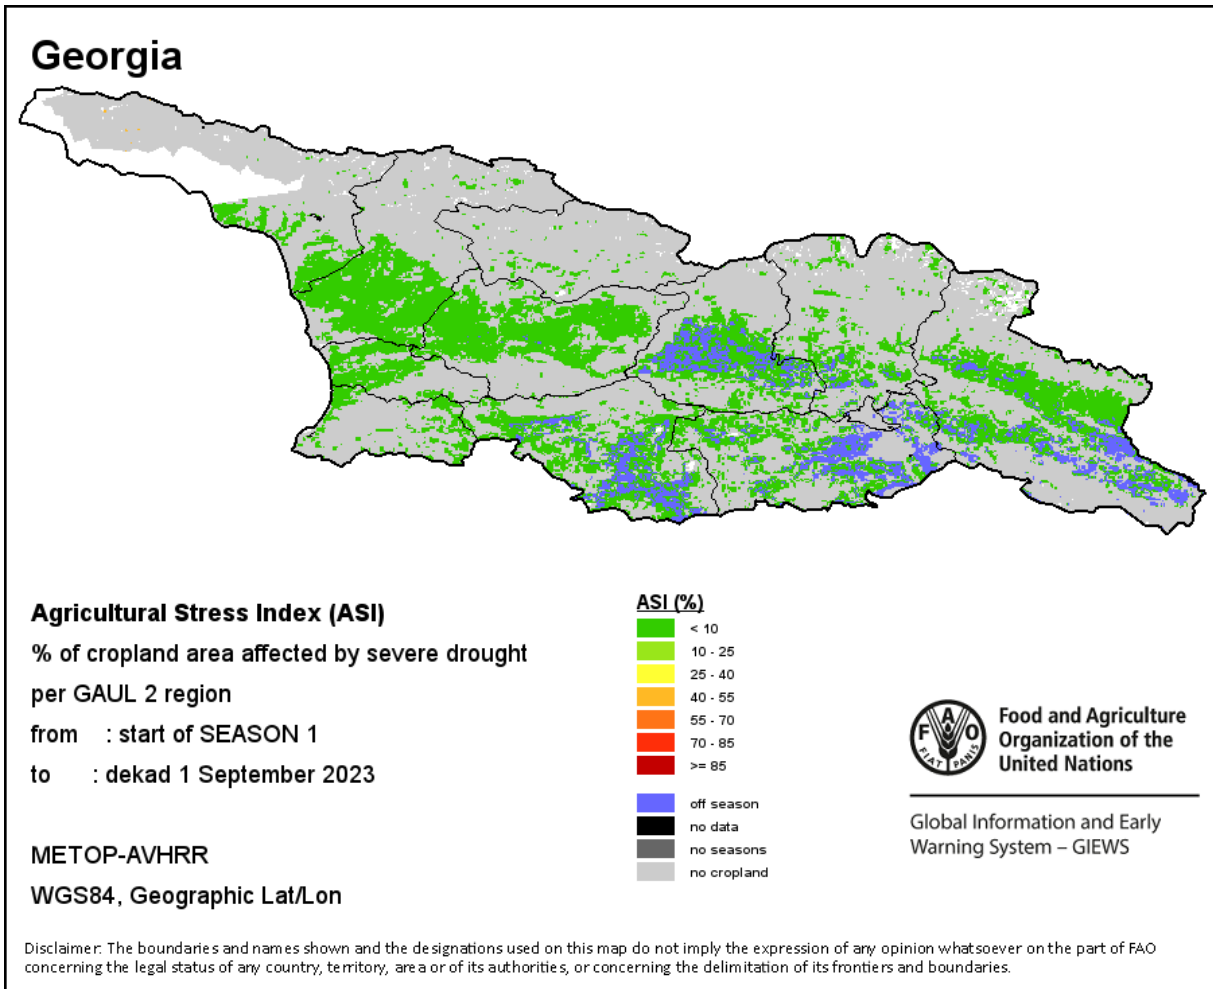 Georgia
Agricultural Stress Index (ASI)
% of cropland area affected by severe drought
per GAUL 2 region
from : start of SEASON 1
to : dekad 1 September 2023
METOP-AVHRR
WGS84, Geographic Lat/Lon
ASI (%)
< 10
10 - 25
25 - 40
40 - 55
55 - 70
70 - 85
>= 85
off season
no data
no seasons
no cropland
F A O
FIAT PANIS
Food and Agriculture
Organization of the
United Nations
Global Information and Early
Warning System – GIEWS
Disclaimer: The boundaries and names shown and the designations used on this map do not imply the expression of any opinion whatsoever on the part of FAO
concerning the legal status of any country, territory, area or of its authorities, or concerning the delimitation of its frontiers and boundaries.